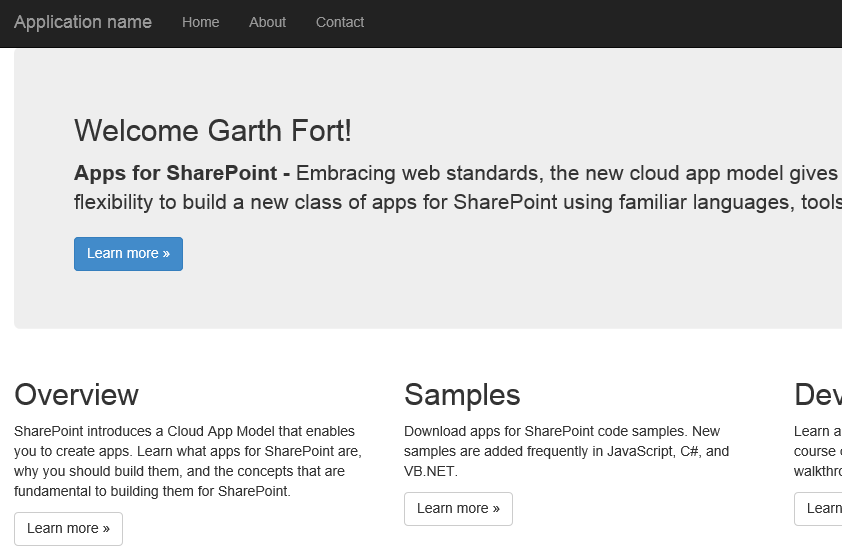 Application name Home About Contact
Welcome Garth Fort!
Apps for SharePoint - Embracing web standards, the new cloud app model gives
flexibility to build a new class of apps for SharePoint using familiar languages, tools
Learn more »
Overview
SharePoint introduces a Cloud App Model that enables
you to create apps. Learn what apps for SharePoint are,
why you should build them, and the concepts that are
fundamental to building them for SharePoint.
Learn more »
Samples
Download apps for SharePoint code samples. New
samples are added frequently in JavaScript, C#, and
VB.NET.
Learn more »
Dev
Learn a
course
walkthro
Learn